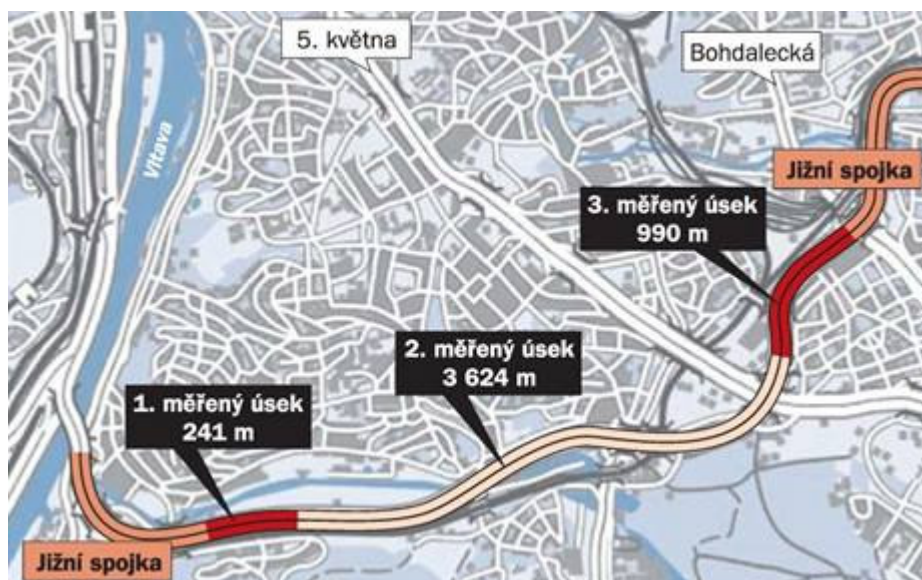 5. května
Bohdalecká
Vltava
Jižní spojka
3. měřený úsek
990 m
2. měřený úsek
3 624 m
1. měřený úsek
241 m
Jižní spojka